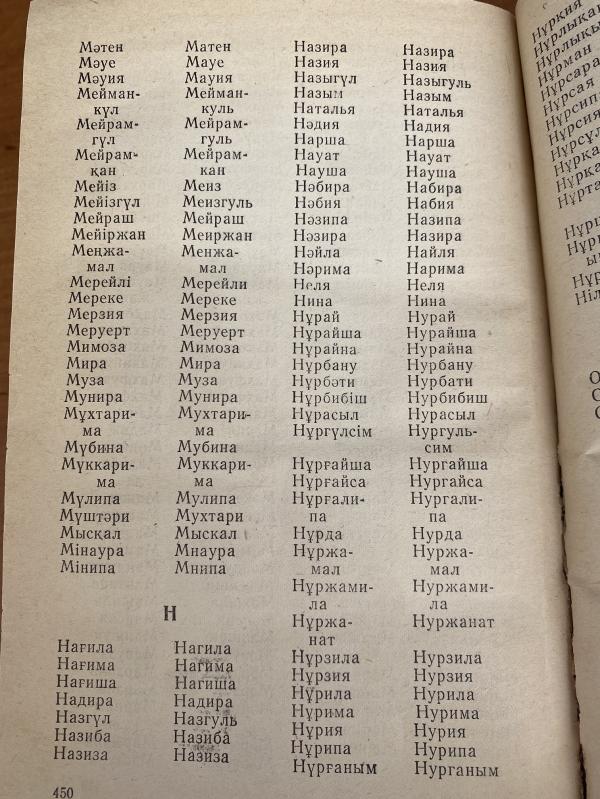 Мәтен Матен
Мәуе Мауе
Мәуия Мауия
Мейман- Мейман-
күл куль
Мейрам- Мейрам-
гүл гуль
Мейрам- Мейрам-
қан кан
Мейіз Меиз
Мейізгүл Меизгуль
Мейраш Мейраш
Мейіржан Меиржан
Меңжа- Менжа-
мал мал
Мерейлі Мерейли
Мереке Мереке
Мерзия Мерзия
Меруерт Меруерт
Мимоза Мимоза
Мира Мира
Муза Муза
Мунира Мунира
Мұхтари- Мухтари-
ма ма
Мүбина Мубина
Мүккари- Муккари-
ма ма
Мүлипа Мулипа
Мүштәри Мухтари
Мысқал Мыскал
Мінаура Мнаура
Мінипа Мнипа
Н
Нағила Нагила
Нағима Нагима
Нағиша Нагиша
Надира Надира
Назгүл Назгуль
Назиба Назиба
Назиза Назиза
450
Назира Назира
Назия Назия
Назыгүл Назыгуль
Назым Назым
Наталья Наталья
Нәдия Надия
Нарша Нарша
Науат Науат
Науша Науша
Нәбира Набира
Нәбия Набия
Нәзипа Назипа
Нәзира Назира
Нәйла Найля
Нәрима Нарима
Неля Неля
Нина Нина
Нұрай Нурай
Нұрайша Нурайша
Нұрайна Нурайна
Нұрбану Нурбану
Нұрбәти Нурбати
Нұрбибіш Нурбибиш
Нұрасыл Нурасыл
Нұргүлсім Нургуль-
сим
Нұрғайша Нургайша
Нұрғайса Нургайса
Нұрғали- Нургали-
па па
Нұрда Нурда
Нұржа- Нуржа-
мал мал
Нұржами- Нуржами-
ла ла
Нұржа- Нуржанат
нат
Нұрзила Нурзила
Нұрзия Нурзия
Нұрила Нурила
Нұрима Нурима
Нұрия Нурия
Нұрипа Нурипа
Нұрғаным Нурганым
Нұрман
Нұрсая